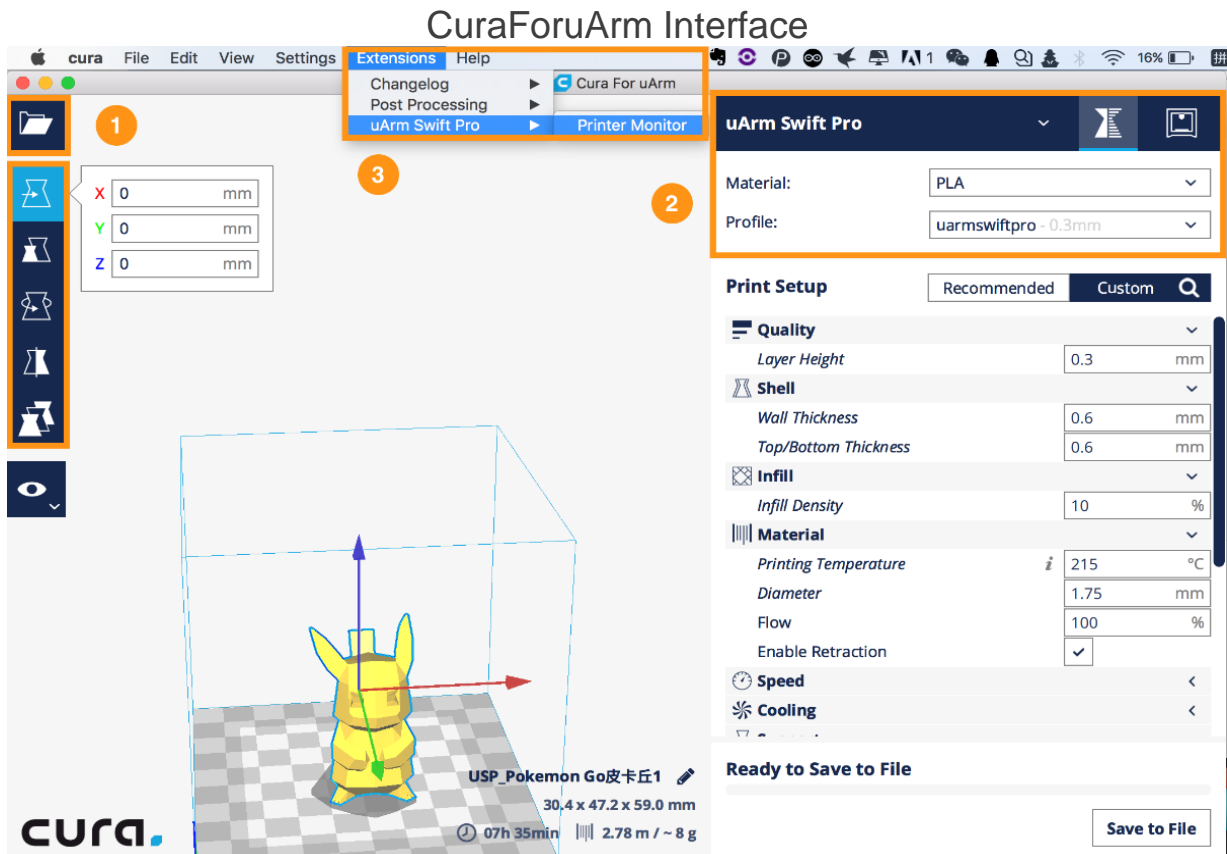 CuraForuArm Interface
cura File Edit View Settings Extensions Help
1 16% 拼
Changelog
Post Processing
uArm Swift Pro
Printer Monitor
Cura For uArm
1
3
2
X 0 mm
Y 0 mm
Z 0 mm
uArm Swift Pro
Material: PLA
Profile: uarmswiftpro - 0.3mm
Print Setup Recommended Custom
Quality
Layer Height 0.3 mm
Shell
Wall Thickness 0.6 mm
Top/Bottom Thickness 0.6 mm
Infill
Infill Density 10 %
Material
Printing Temperature i 215 °C
Diameter 1.75 mm
Flow 100 %
Enable Retraction
Speed
Cooling
USP_Pokemon Go皮卡丘1
30.4 x 47.2 x 59.0 mm
07h 35min 2.78 m / ~ 8 g
cura.
Ready to Save to File
Save to File